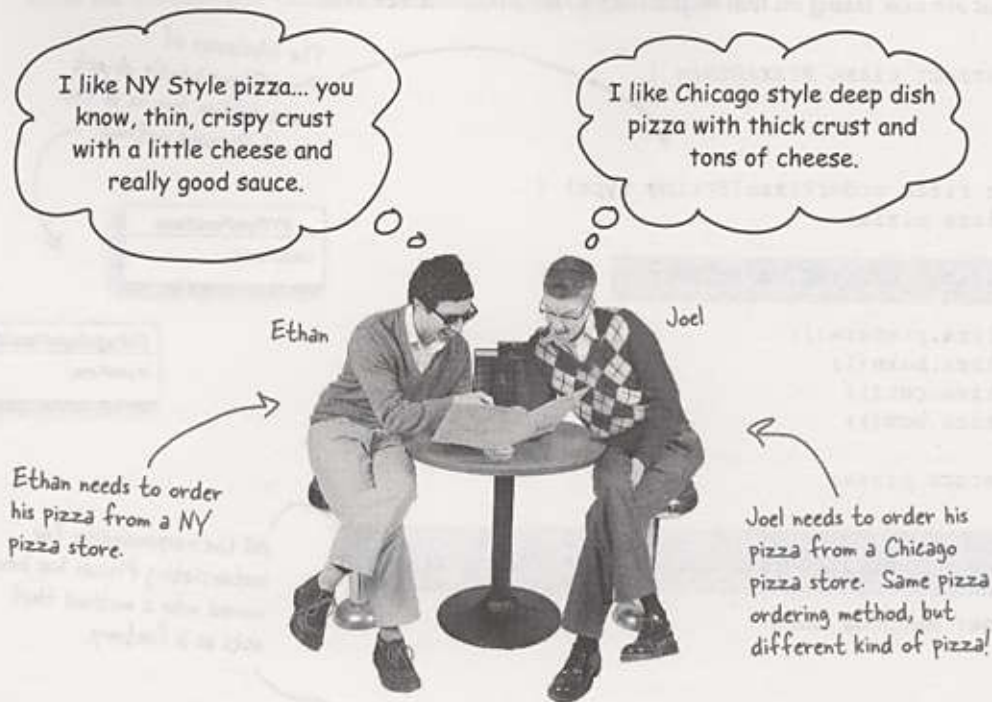 I like NY Style pizza... you
know, thin, crispy crust
with a little cheese and
really good sauce.
I like Chicago style deep dish
pizza with thick crust and
tons of cheese.
Ethan
Joel
Ethan needs to order
his pizza from a NY
pizza store.
Joel needs to order his
pizza from a Chicago
pizza store. Same pizza
ordering method, but
different kind of pizza!